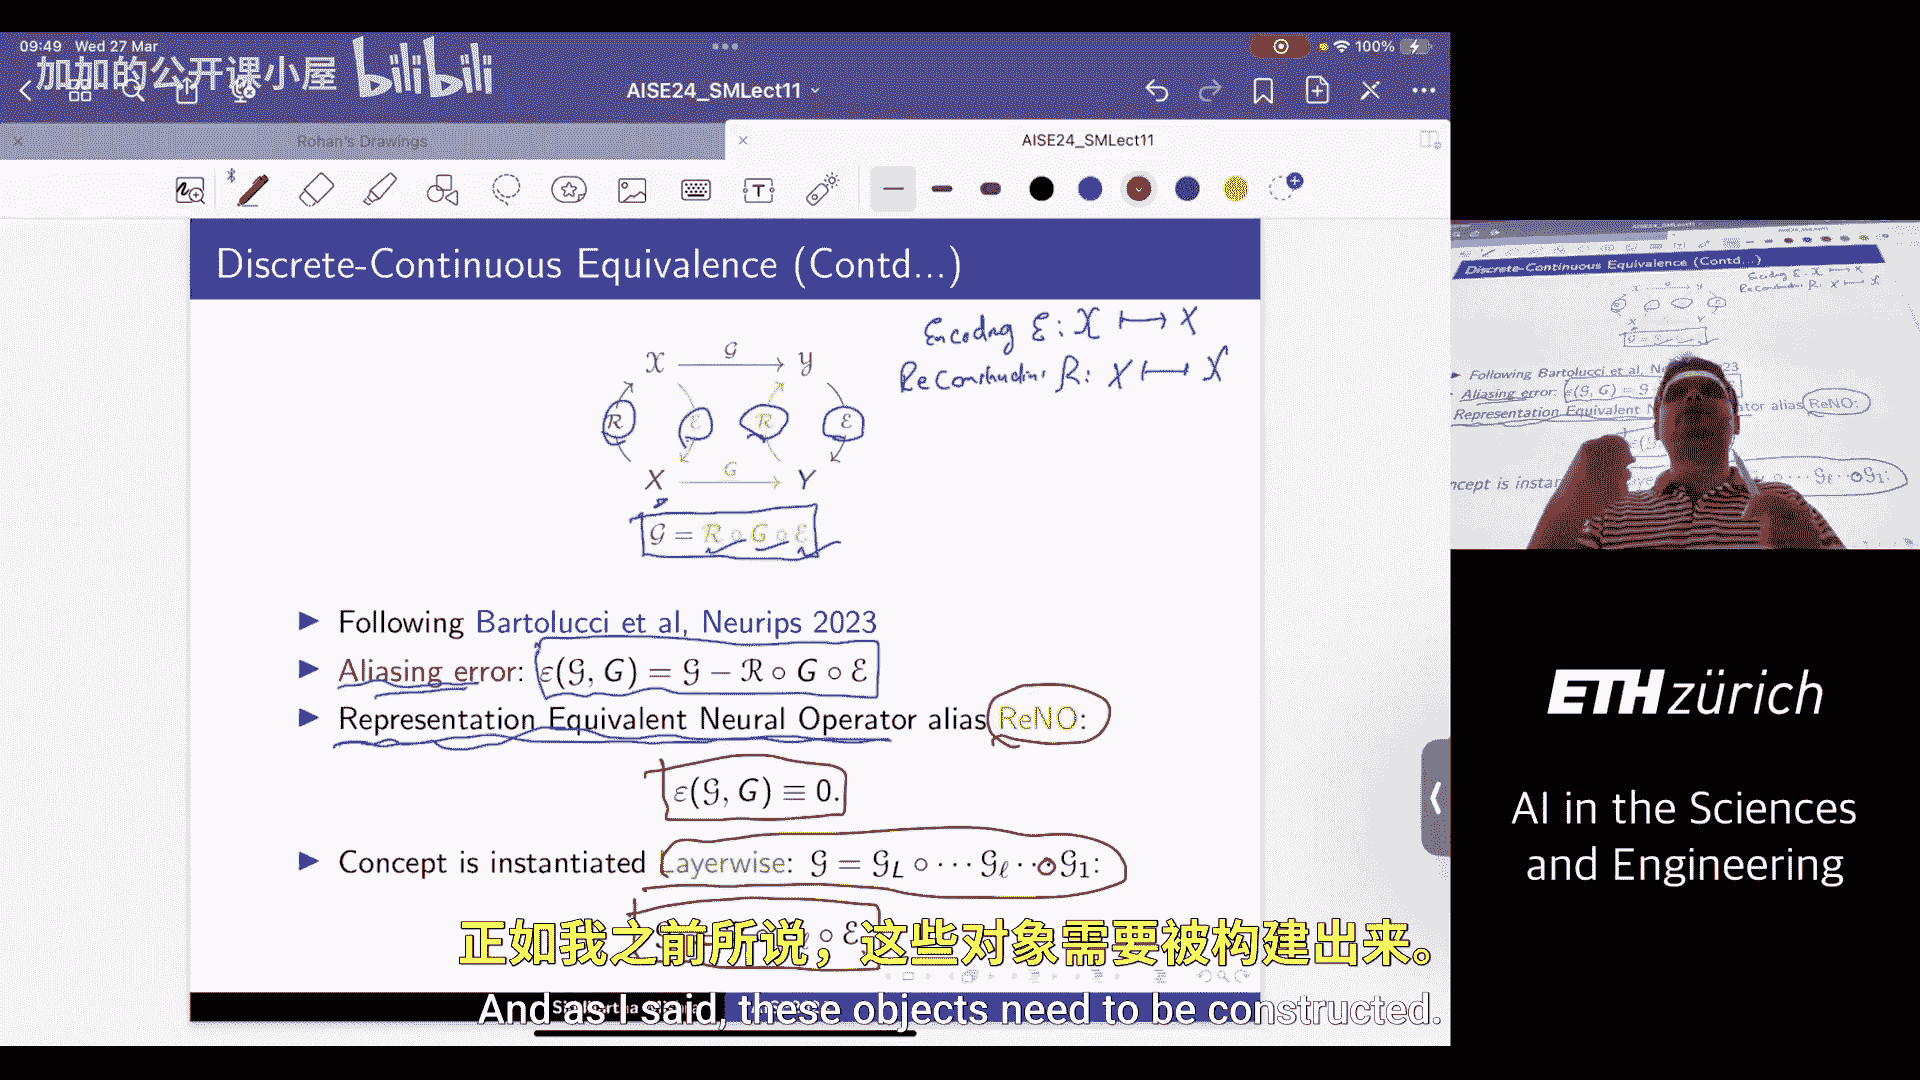 09:49 Wed 27 Mar
100%
加加的公开课小屋 bilibili
AISE24_SMLect11
Rohan's Drawings
AISE24_SMLect11
Discrete-Continuous Equivalence (Contd...)
Encoding ℰ: 𝒳 ↦ X
Reconstruction ℛ: X ↦ 𝒳
𝒳 𝒢 𝒴
ℛ ℰ ℛ ℰ
X G Y
𝒢 = ℛ ∘ G ∘ ℰ
▶ Following Bartolucci et al, Neurips 2023
▶ Aliasing error: ε(𝒢, G) = 𝒢 − ℛ ∘ G ∘ ℰ
▶ Representation Equivalent Neural Operator alias ReNO:
ε(𝒢, G) ≡ 0.
▶ Concept is instantiated Layerwise: 𝒢 = 𝒢_L ∘ ··· 𝒢_ℓ ··∘ 𝒢_1:
∘ ℰ
正如我之前所说，这些对象需要被构建出来。
And as I said, these objects need to be constructed.
Discrete-Continuous Equivalence (Contd...)
ETH zürich
AI in the Sciences
and Engineering